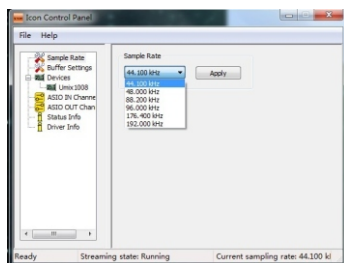 Icon Control Panel
File Help
Sample Rate
Buffer Settings
Devices
Umix1008
ASIO IN Channe
ASIO OUT Chan
Status Info
Driver Info
Sample Rate
44.100 kHz
Apply
44.100 kHz
48.000 kHz
88.200 kHz
96.000 kHz
176.400 kHz
192.000 kHz
Ready Streaming state: Running Current sampling rate: 44.100 kl